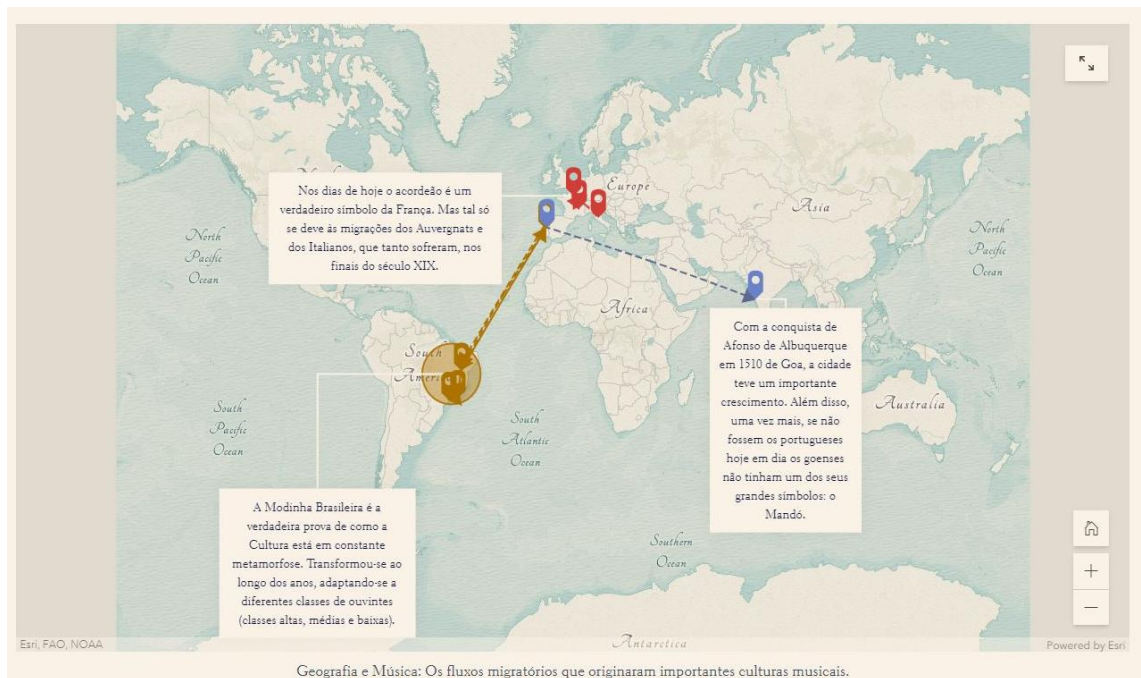 North
Nos dias de hoje o acordeão é um
verdadeiro símbolo da França. Mas tal só
se deve às migrações dos Auvergnats e
dos Italianos, que tanto sofreram, nos
finais do século XIX.
Europe
Asia
North
Pacific
Ocean
North
Pacific
Ocean
Africa
Com a conquista de
Afonso de Albuquerque
em 1510 de Goa, a cidade
teve um importante
crescimento. Além disso,
uma vez mais, se não
fossem os portugueses
hoje em dia os goenses
não tinham um dos seus
grandes símbolos: o
Mandó.
South
America
South
Pacific
Ocean
South
Atlantic
Ocean
Australia
A Modinha Brasileira é a
verdadeira prova de como a
Cultura está em constante
metamorfose. Transformou-se ao
longo dos anos, adaptando-se a
diferentes classes de ouvintes
(classes altas, médias e baixas).
Southern
Ocean
Antarctica
Esri, FAO, NOAA
Powered by Esri
Geografia e Música: Os fluxos migratórios que originaram importantes culturas musicais.